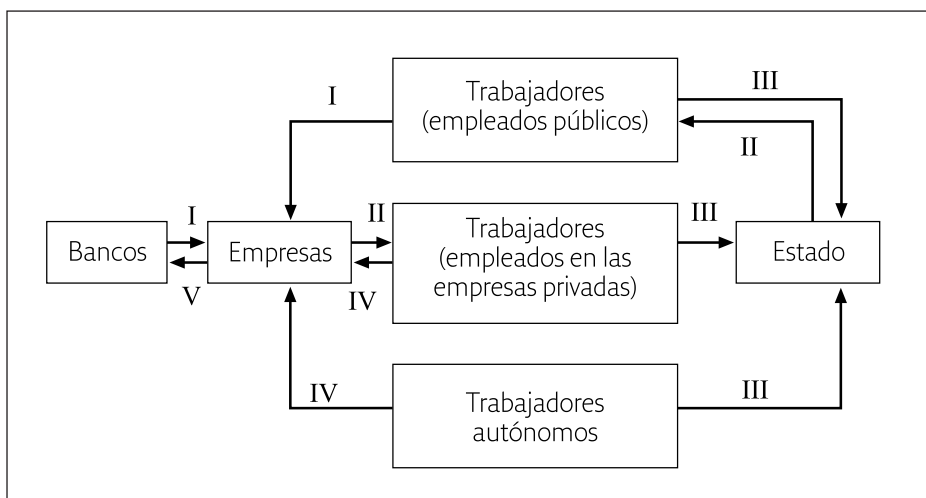 I
Trabajadores
(empleados públicos)
III
II
Bancos
I
V
Empresas
II
IV
Trabajadores
(empleados en las
empresas privadas)
III
Estado
IV
Trabajadores
autónomos
III